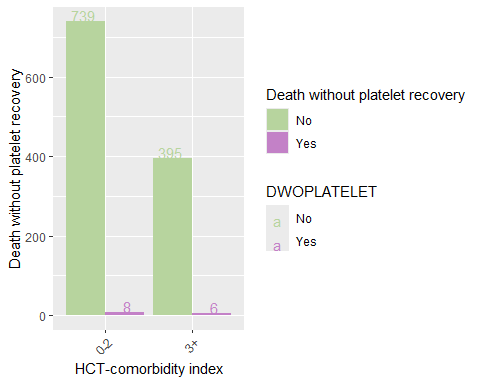 739
395
8
6
600
400
200
0
0-2
3+
HCT-comorbidity index
Death without platelet recovery
Death without platelet recovery
No
Yes
DWOPLATELET
a No
a Yes